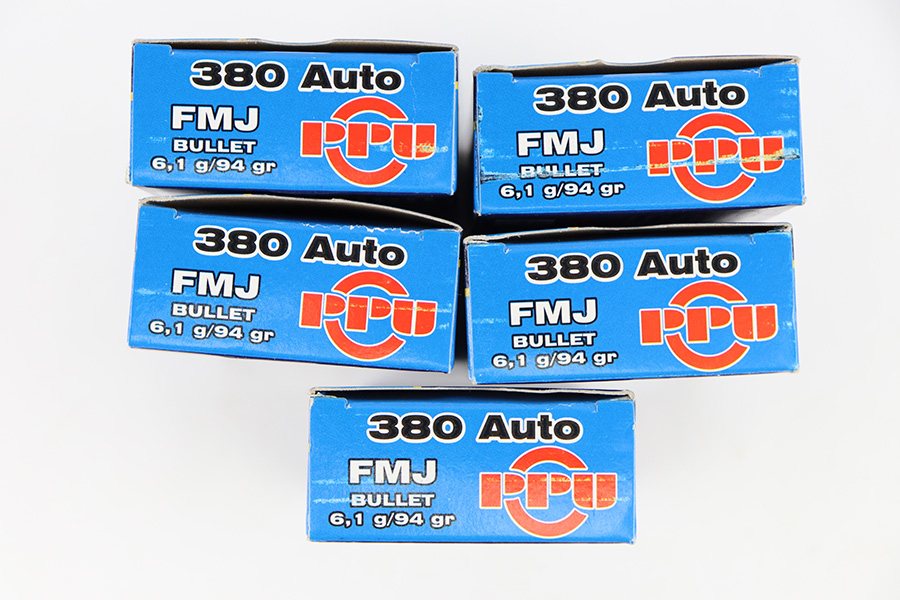 380 Auto
FMJ
BULLET
6,1 g/94 gr
PPU
380 Auto
FMJ
BULLET
6,1 g/94 gr
PPU
380 Auto
FMJ
BULLET
6,1 g/94 gr
PPU
380 Auto
FMJ
BULLET
6,1 g/94 gr
PPU
380 Auto
FMJ
BULLET
6,1 g/94 gr
PPU